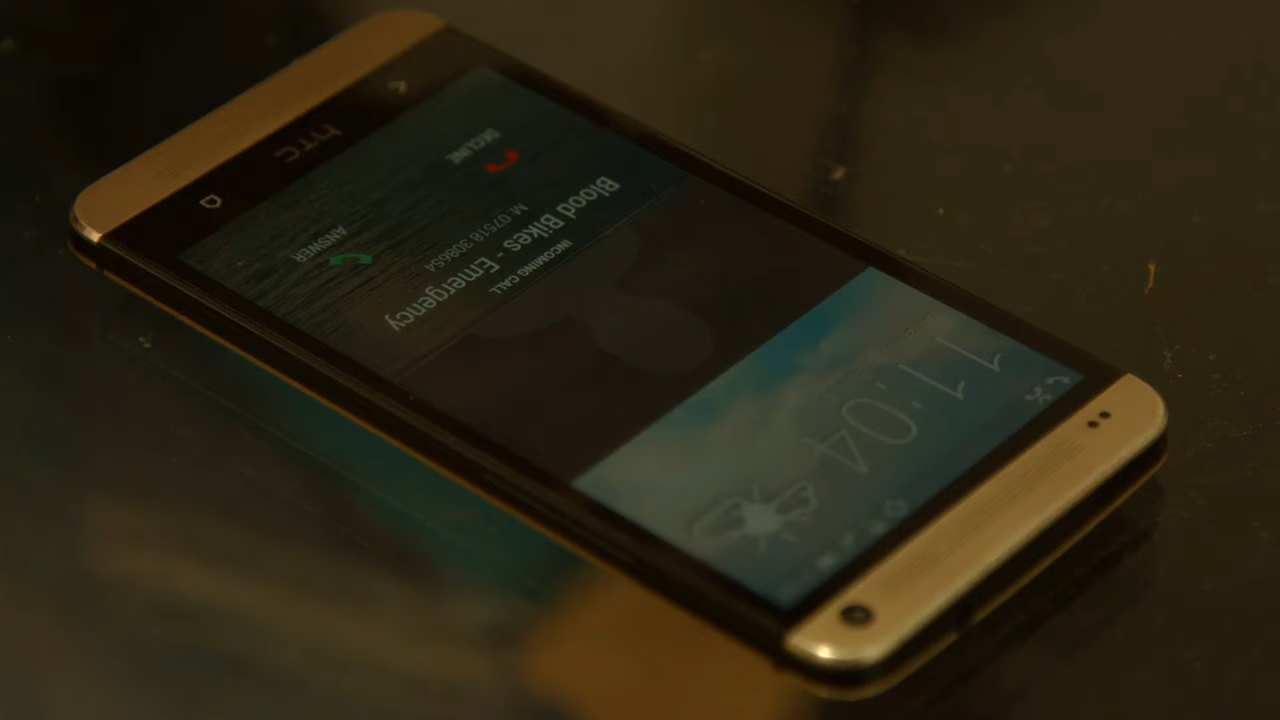 11:04
INCOMING CALL
Blood Bikes - Emergency
M: 07518 308654
DECLINE
ANSWER
hTC